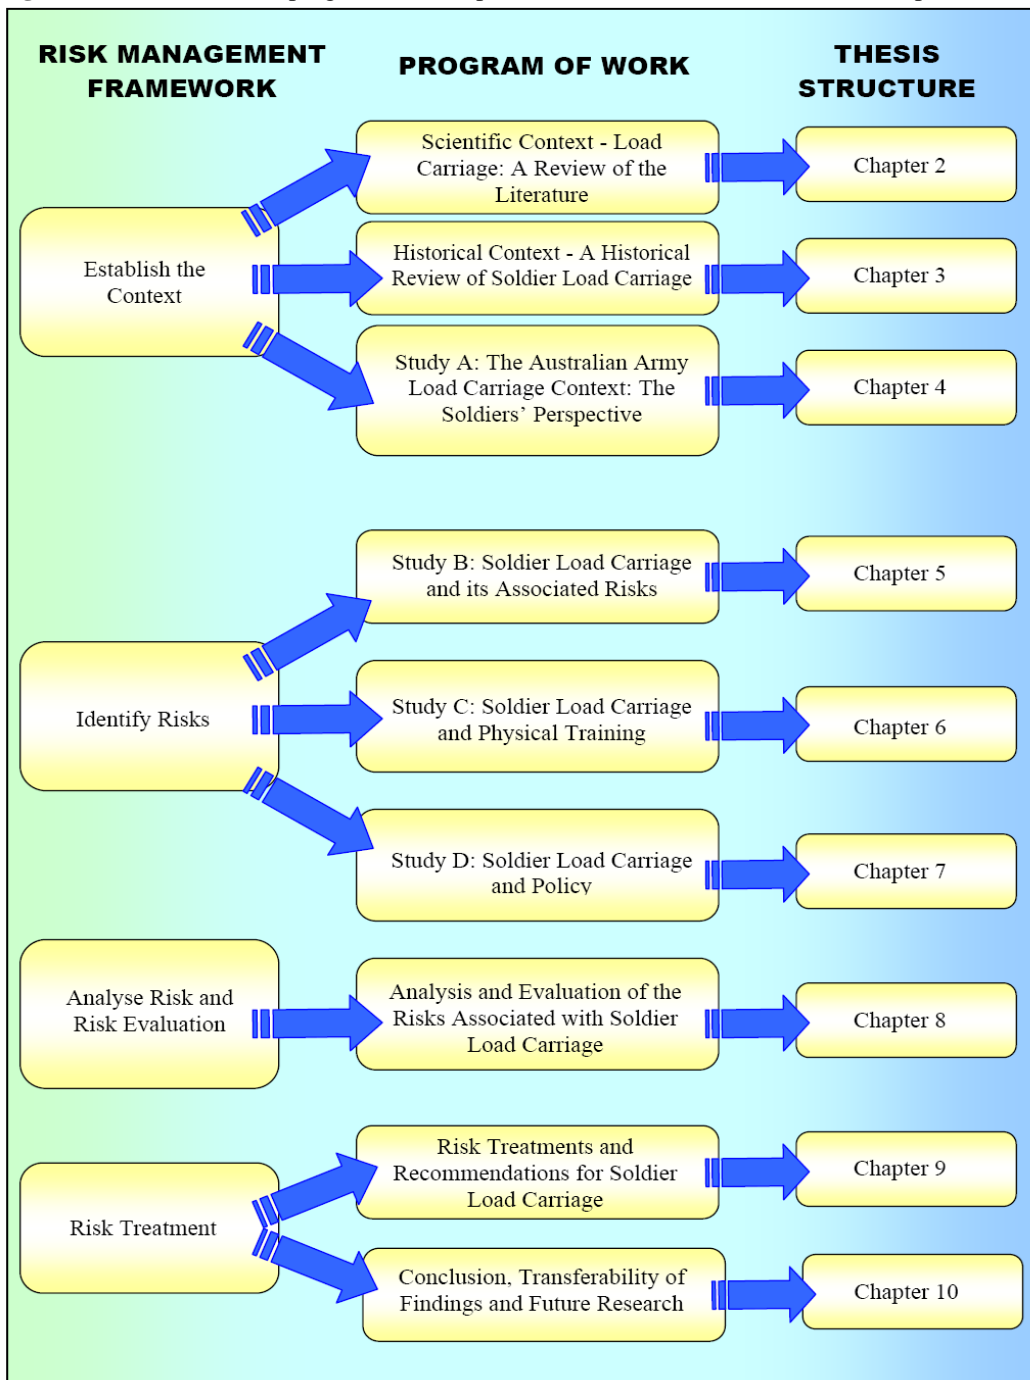 RISK MANAGEMENT
FRAMEWORK
PROGRAM OF WORK
THESIS
STRUCTURE
Establish the
Context
Scientific Context - Load
Carriage: A Review of the
Literature
Chapter 2
Historical Context - A Historical
Review of Soldier Load Carriage
Chapter 3
Study A: The Australian Army
Load Carriage Context: The
Soldiers’ Perspective
Chapter 4
Identify Risks
Study B: Soldier Load Carriage
and its Associated Risks
Chapter 5
Study C: Soldier Load Carriage
and Physical Training
Chapter 6
Study D: Soldier Load Carriage
and Policy
Chapter 7
Analyse Risk and
Risk Evaluation
Analysis and Evaluation of the
Risks Associated with Soldier
Load Carriage
Chapter 8
Risk Treatment
Risk Treatments and
Recommendations for Soldier
Load Carriage
Chapter 9
Conclusion, Transferability of
Findings and Future Research
Chapter 10